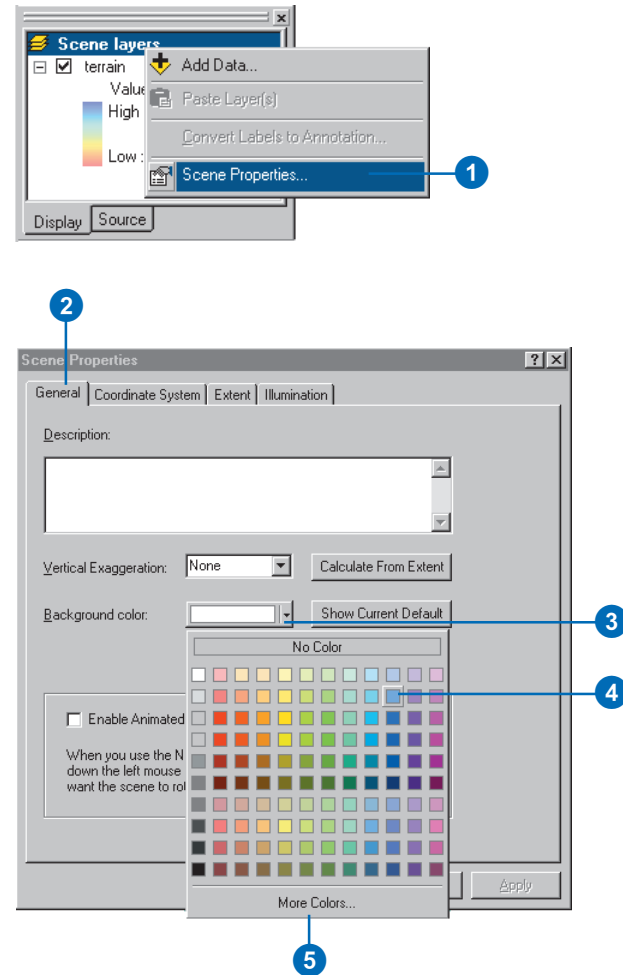 Scene layers
terrain
Value
High
Low :
Add Data...
Paste Layer(s)
Convert Labels to Annotation...
Scene Properties...
1
Display
Source
2
Scene Properties
General
Coordinate System
Extent
Illumination
Description:
Vertical Exaggeration:
None
Calculate From Extent
Background color:
Show Current Default
3
No Color
4
Enable Animated
When you use the N
down the left mouse
want the scene to rot
More Colors...
Apply
5